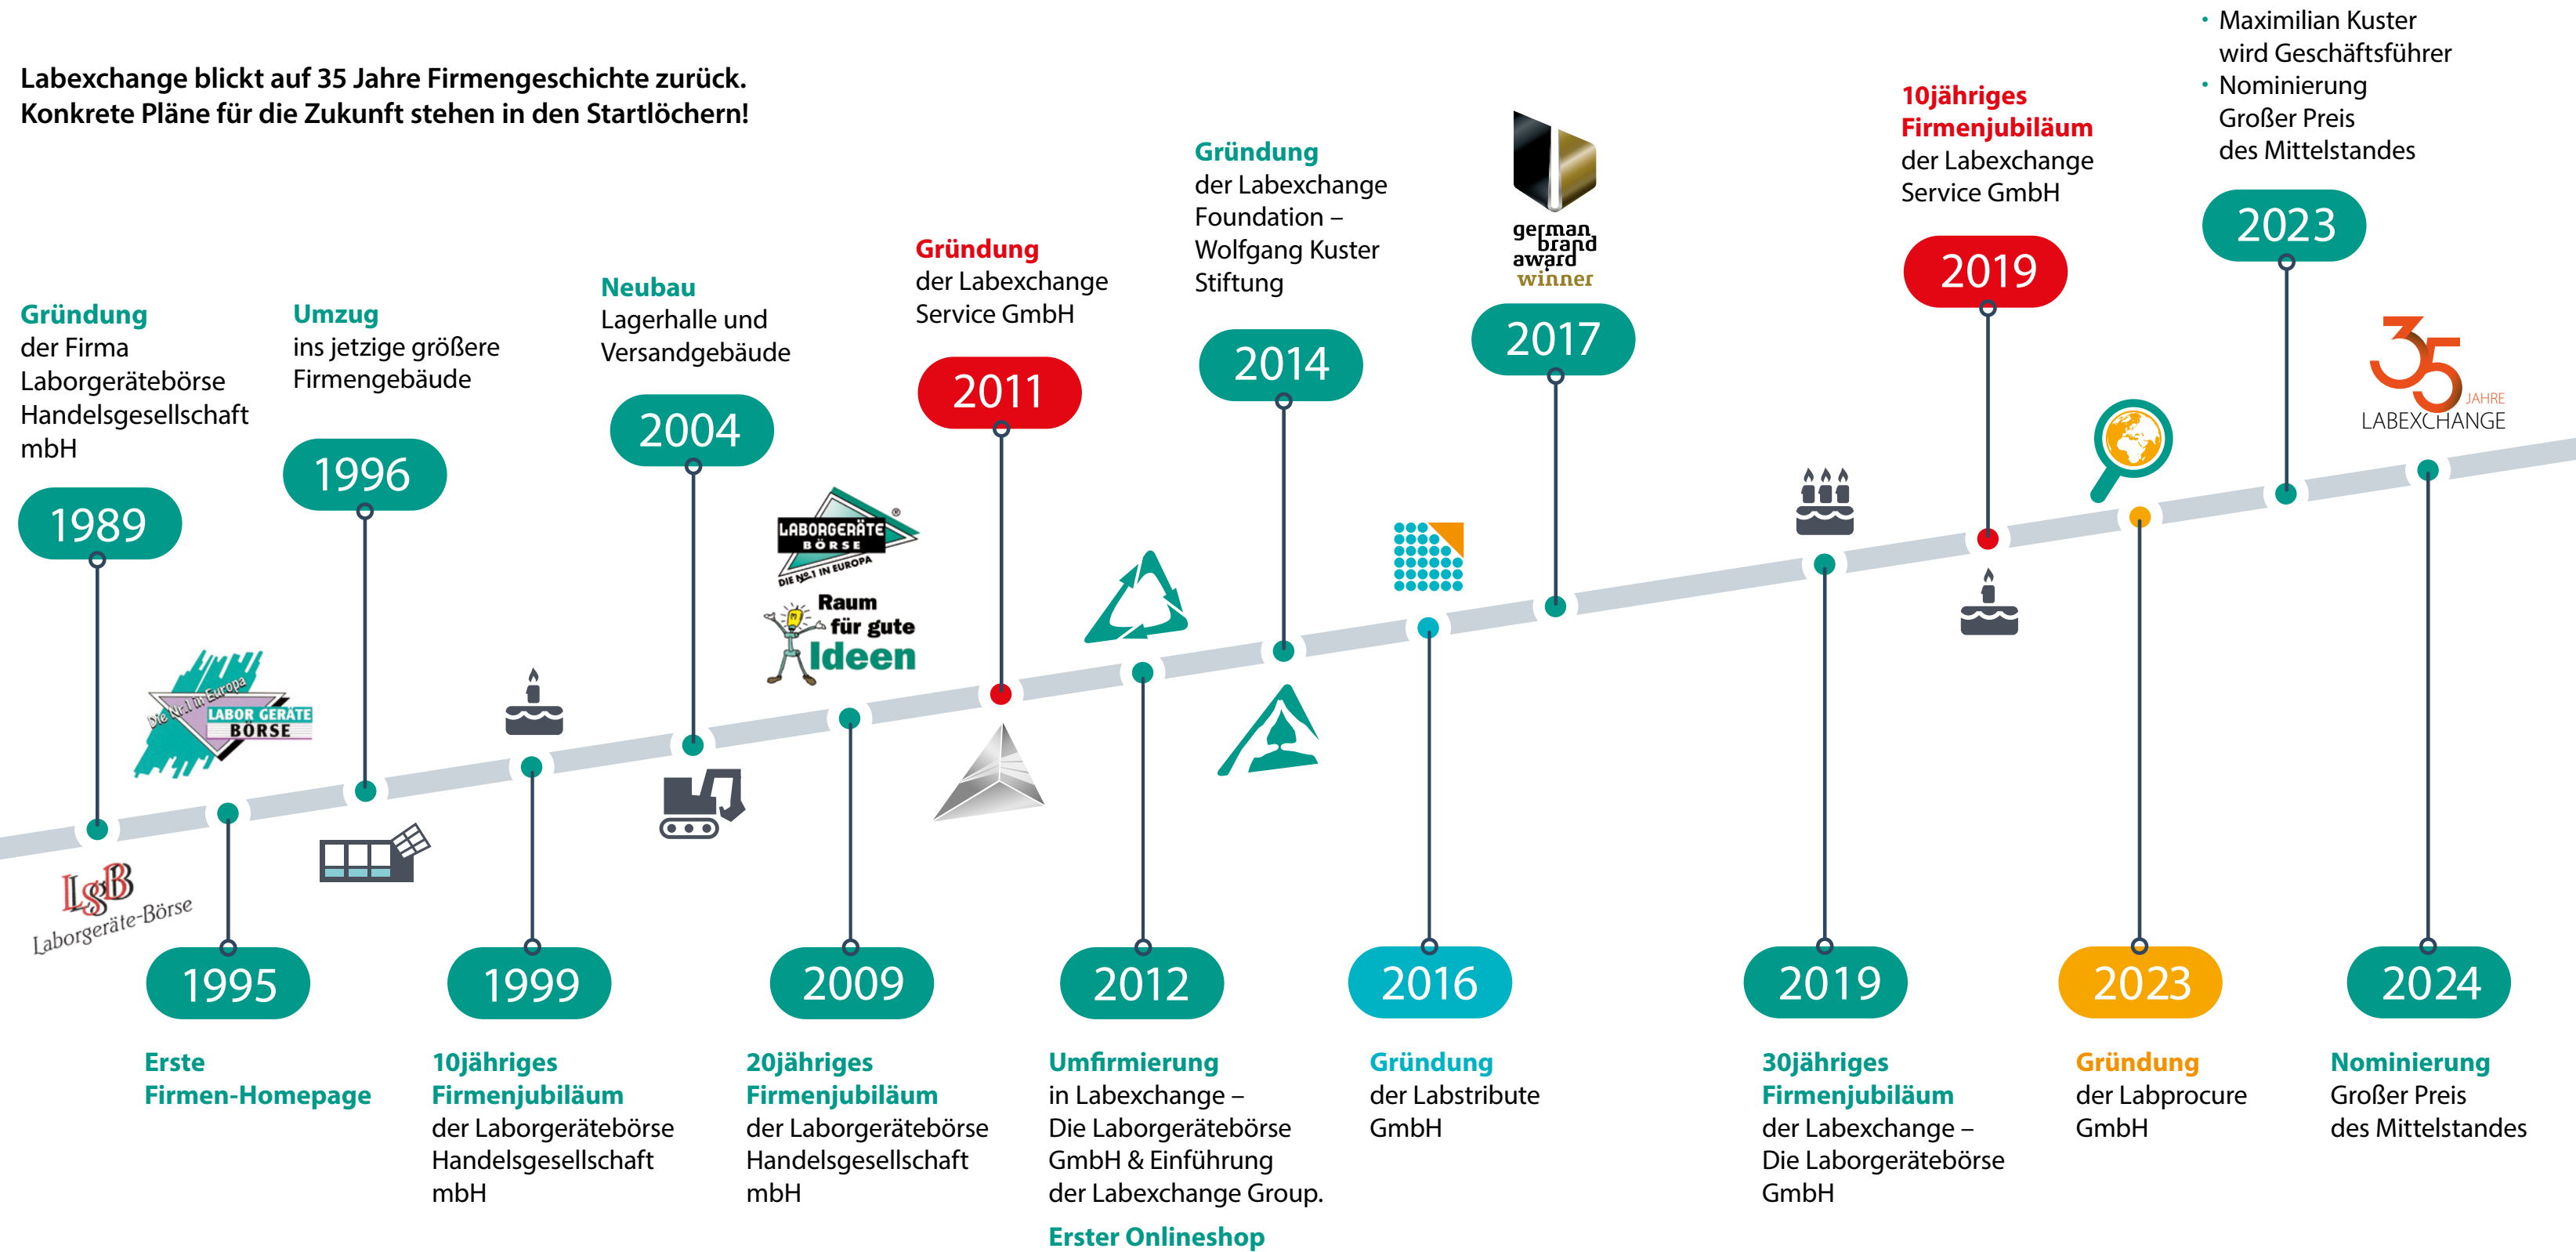 Labexchange blickt auf 35 Jahre Firmengeschichte zurück.
Konkrete Pläne für die Zukunft stehen in den Startlöchern!
Gründung
der Firma
Laborgerätebörse
Handelsgesellschaft
mbH
1989
LgB
Laborgeräte-Börse
Die Nr.1 in Europa
LABOR GERÄTE
BÖRSE
1995
Erste
Firmen-Homepage
Umzug
ins jetzige größere
Firmengebäude
1996
1999
10jähriges
Firmenjubiläum
der Laborgerätebörse
Handelsgesellschaft
mbH
Neubau
Lagerhalle und
Versandgebäude
2004
LABORGERÄTE ®
BÖRSE
DIE No.1 IN EUROPA
Raum
für gute
Ideen
2009
20jähriges
Firmenjubiläum
der Laborgerätebörse
Handelsgesellschaft
mbH
Gründung
der Labexchange
Service GmbH
2011
2012
Umfirmierung
in Labexchange –
Die Laborgerätebörse
GmbH & Einführung
der Labexchange Group.
Erster Onlineshop
Gründung
der Labexchange
Foundation –
Wolfgang Kuster
Stiftung
2014
2016
Gründung
der Labstribute
GmbH
german
brand
award
winner
2017
2019
30jähriges
Firmenjubiläum
der Labexchange –
Die Laborgerätebörse
GmbH
10jähriges
Firmenjubiläum
der Labexchange
Service GmbH
2019
2023
Gründung
der Labprocure
GmbH
• Maximilian Kuster
wird Geschäftsführer
• Nominierung
Großer Preis
des Mittelstandes
2023
35
JAHRE
LABEXCHANGE
2024
Nominierung
Großer Preis
des Mittelstandes